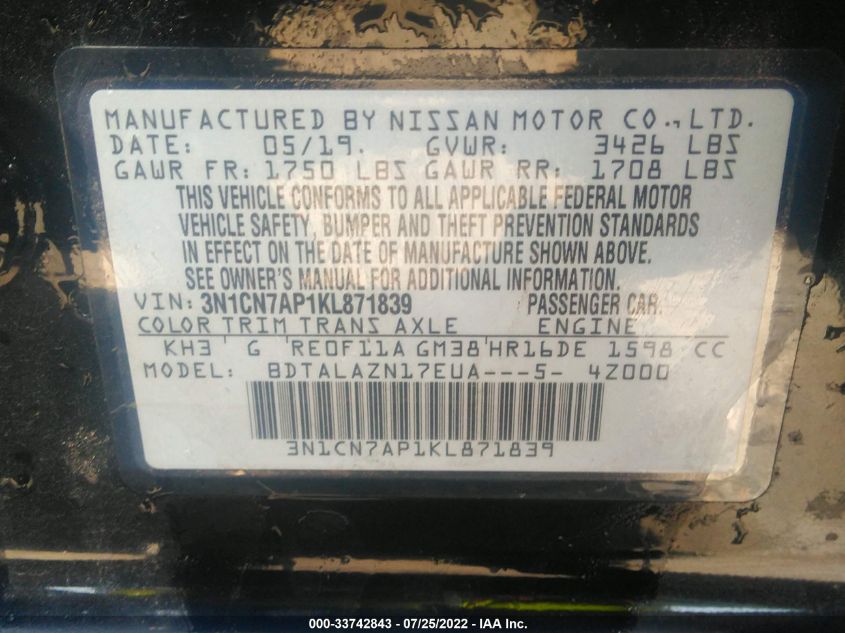 MANUFACTURED BY NISSAN MOTOR CO., LTD.
DATE: 05/19. GVWR: 3426 LBS
GAWR FR: 1750 LBS GAWR RR: 1708 LBS
THIS VEHICLE CONFORMS TO ALL APPLICABLE FEDERAL MOTOR
VEHICLE SAFETY, BUMPER AND THEFT PREVENTION STANDARDS
IN EFFECT ON THE DATE OF MANUFACTURE SHOWN ABOVE.
SEE OWNER'S MANUAL FOR ADDITIONAL INFORMATION.
VIN: 3N1CN7AP1KL871839 PASSENGER CAR.
COLOR TRIM TRANS AXLE ENGINE
KH3 G RE0F11A GM38 HR16DE 1598 CC
MODEL: BDTALAZN17EUA---5- 4Z000
3N1CN7AP1KL871839
000-33742843 - 07/25/2022 - IAA Inc.